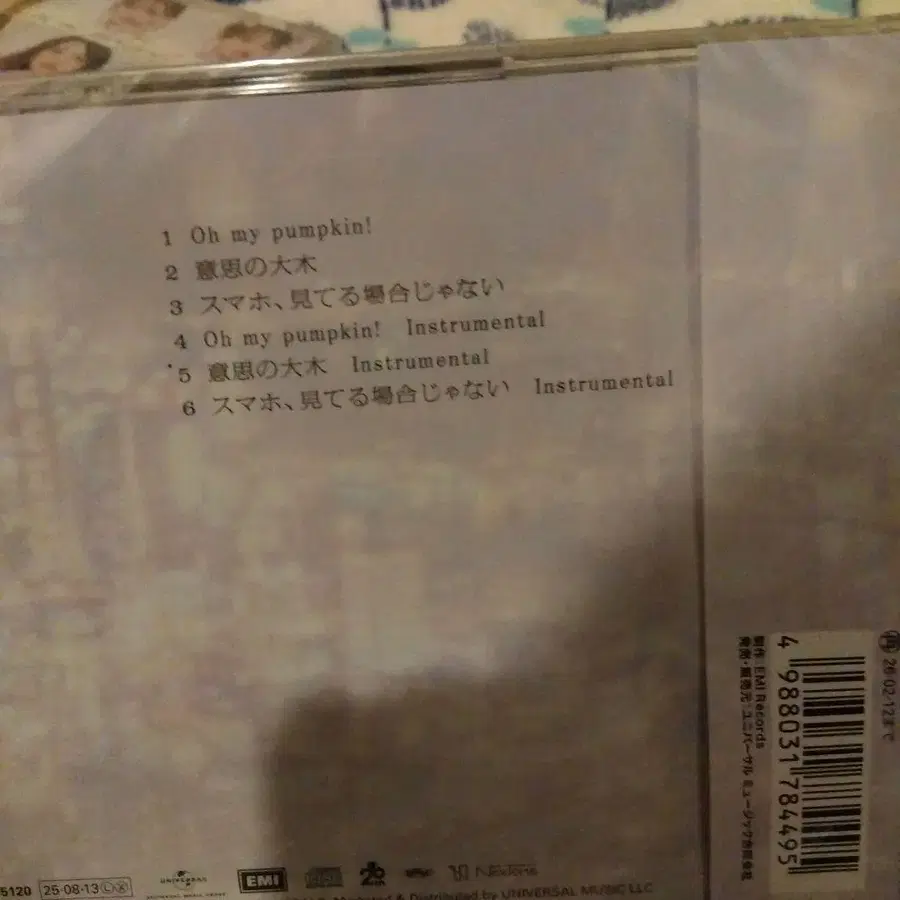 1 Oh my pumpkin!
2 意思の大木
3 スマホ、見てる場合じゃない
4 Oh my pumpkin! Instrumental
5 意思の大木 Instrumental
6 スマホ、見てる場合じゃない Instrumental
26·02·12まで
4 988031 784495
製作:EMI Records
発売・販売元:ユニバーサル ミュージック合同会社
5120 25·08·13
UNIVERSAL
EMI
Nextone
& Distributed by UNIVERSAL MUSIC LLC